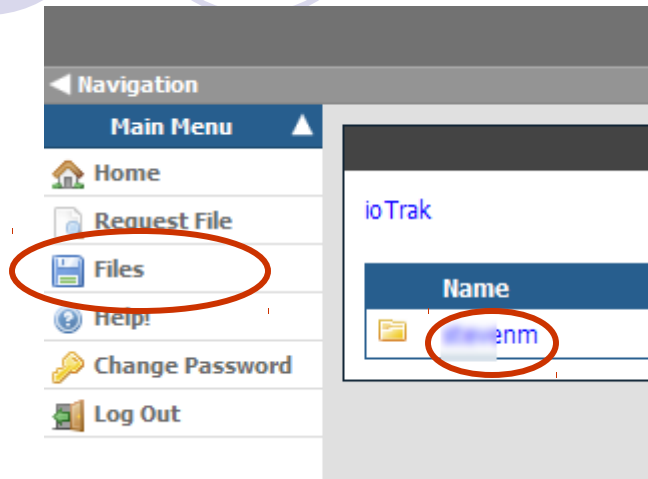 Navigation
Main Menu
Home
Request File
Files
Help!
Change Password
Log Out
ioTrak
Name
enm